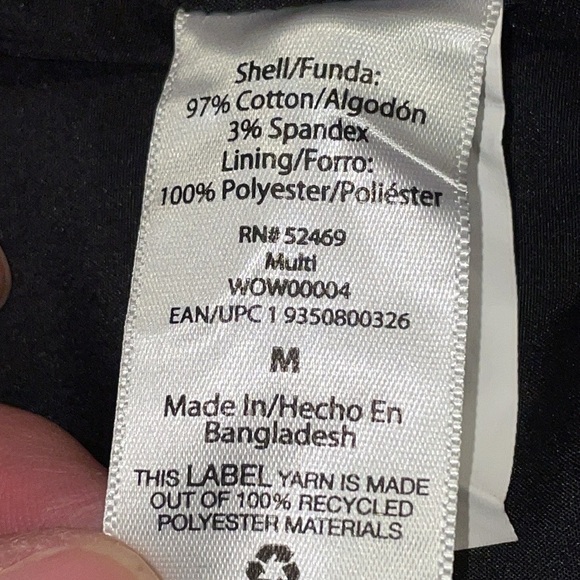 Shell/Funda:
97% Cotton/Algodón
3% Spandex
Lining/Forro:
100% Polyester/Poliéster
RN# 52469
Multi
WOW00004
EAN/UPC 1 9350800326
M
Made In/Hecho En
Bangladesh
THIS LABEL YARN IS MADE
OUT OF 100% RECYCLED
POLYESTER MATERIALS